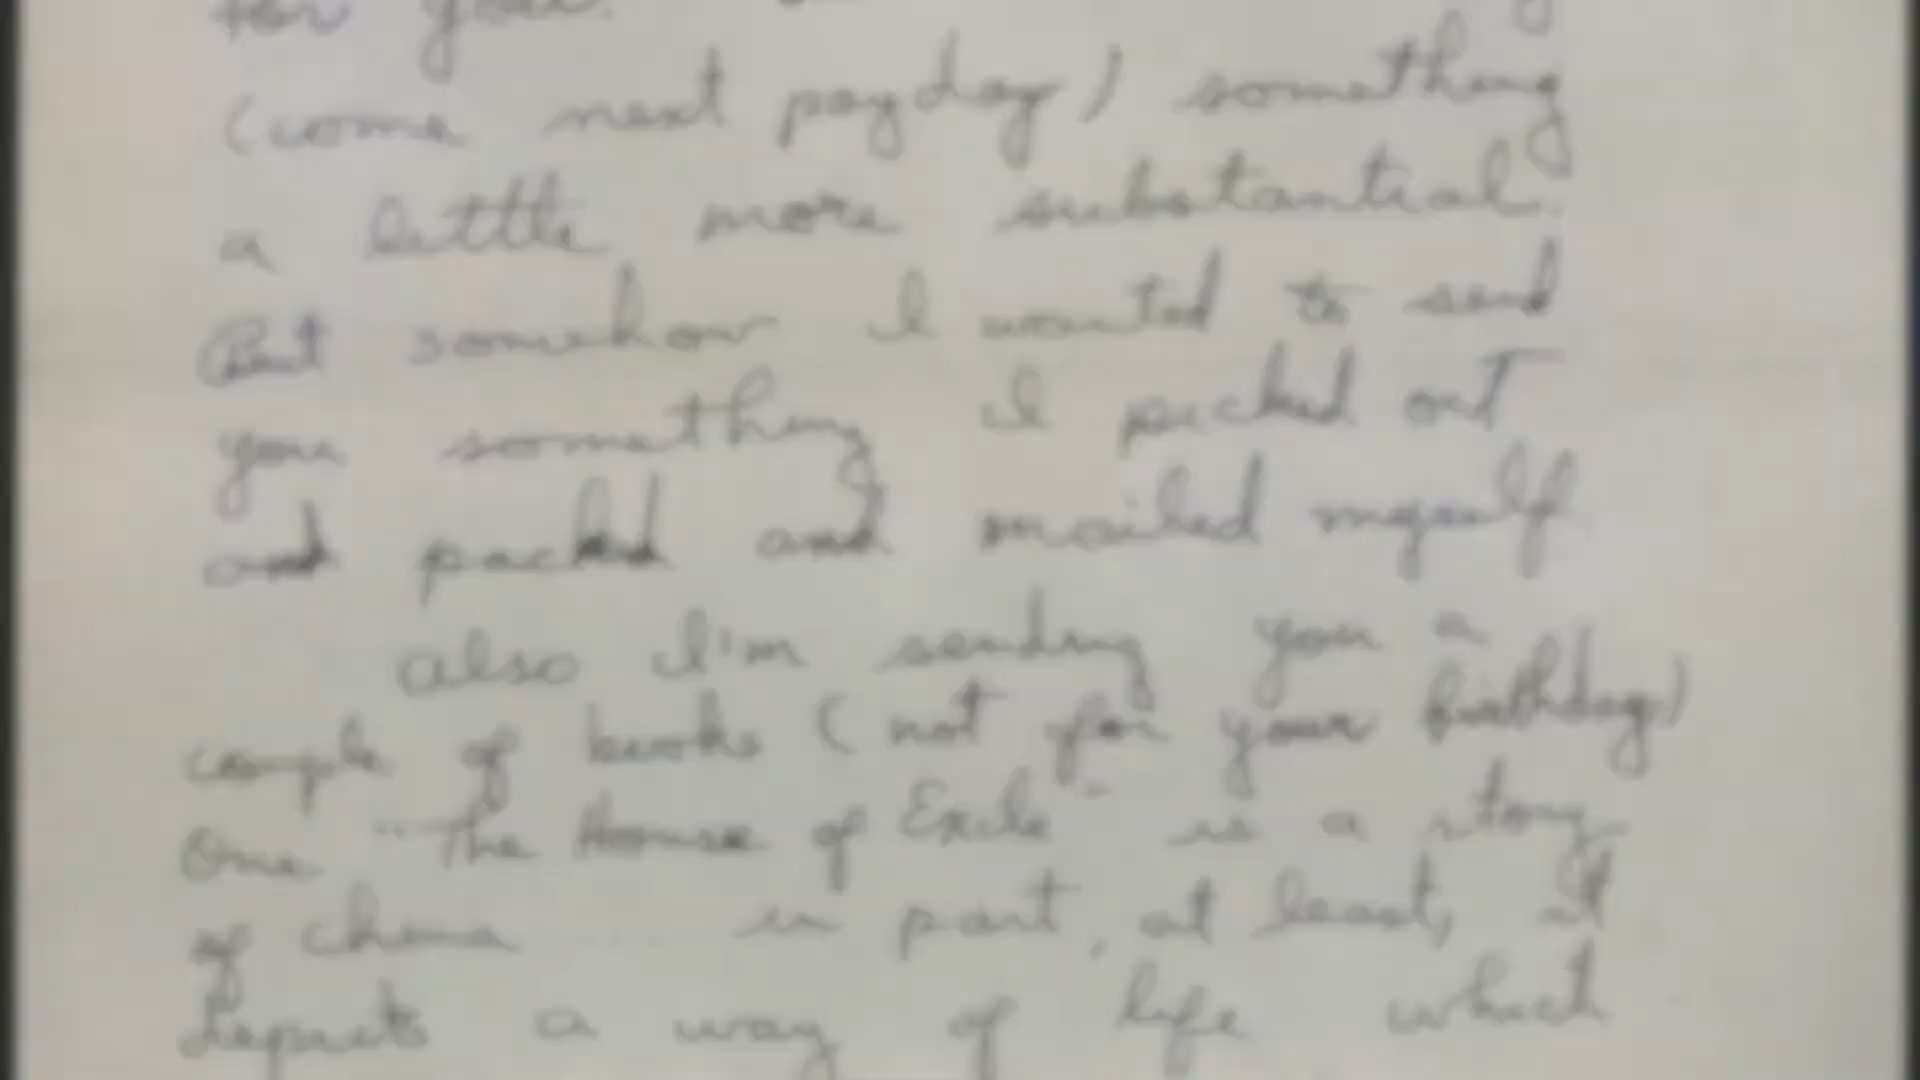 for your
(come next payday) something
a little more substantial.
But somehow I wanted to send
you something I picked out
and packed and mailed myself
also I'm sending you a
couple of books (not for your birthday)
One "The House of Exile" is a story
of china in part, at least, it
depicts a way of life which